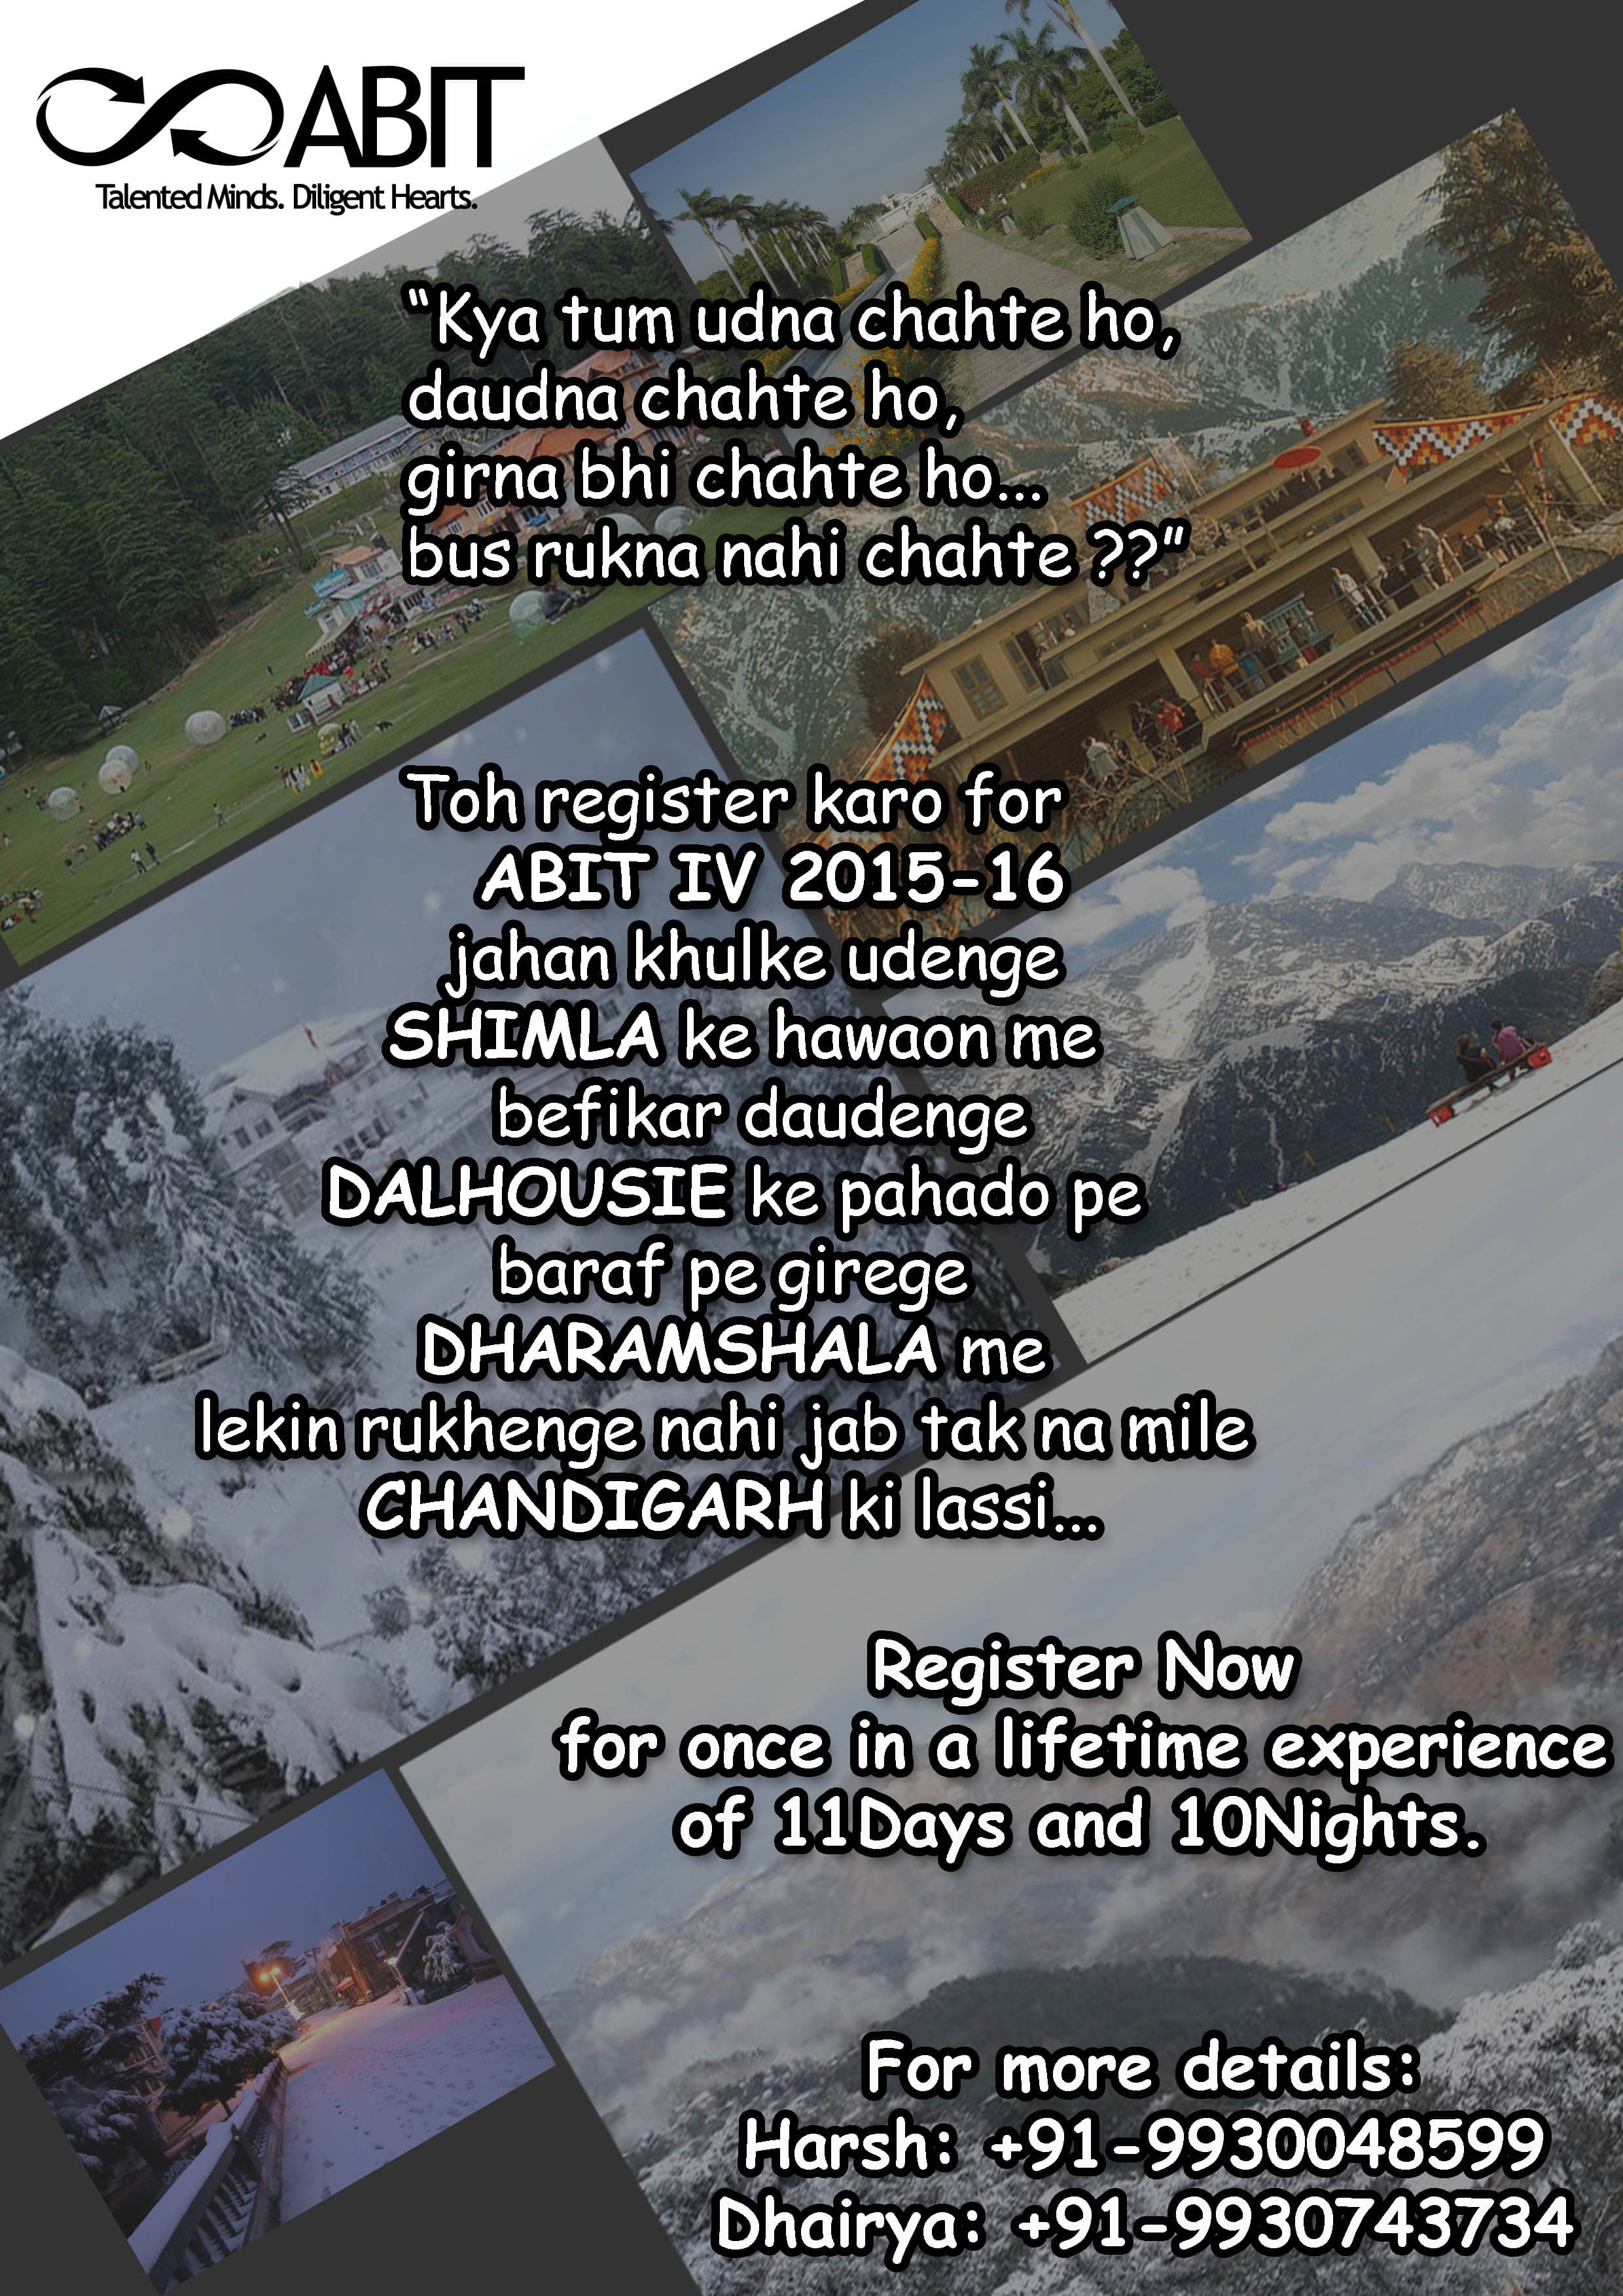 ABIT
Talented Minds. Diligent Hearts.
“Kya tum udna chahte ho,
daudna chahte ho,
girna bhi chahte ho...
bus rukna nahi chahte ??”
Toh register karo for
ABIT IV 2015-16
jahan khulke udenge
SHIMLA ke hawaon me
befikar daudenge
DALHOUSIE ke pahado pe
baraf pe girege
DHARAMSHALA me
lekin rukhenge nahi jab tak na mile
CHANDIGARH ki lassi...
Register Now
for once in a lifetime experience
of 11Days and 10Nights.
For more details:
Harsh: +91-9930048599
Dhairya: +91-9930743734